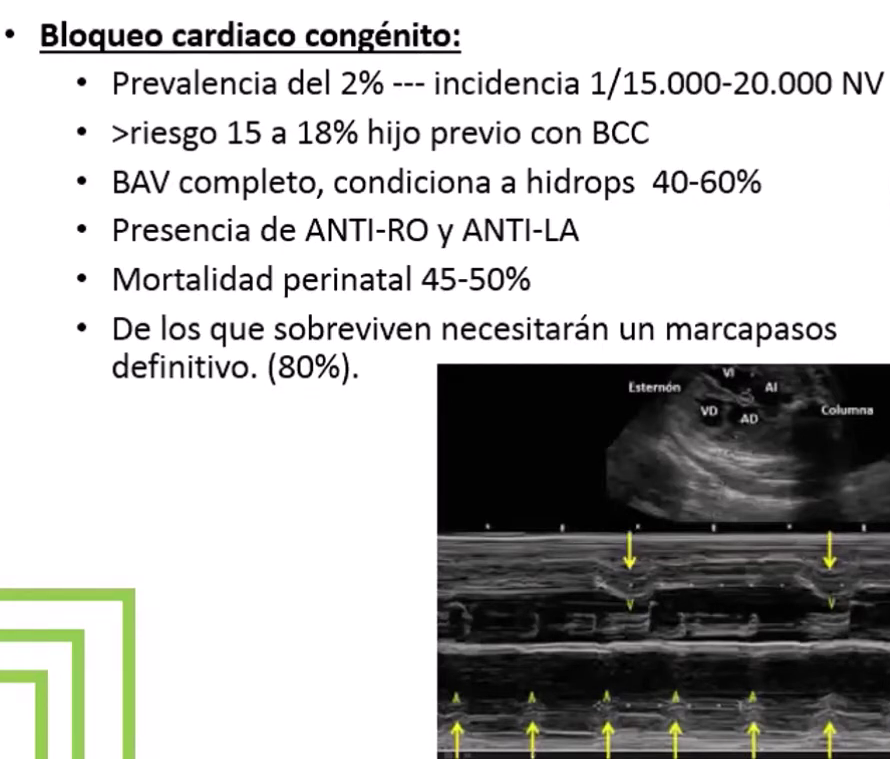 • Bloqueo cardiaco congénito:
• Prevalencia del 2% --- incidencia 1/15.000-20.000 NV
• >riesgo 15 a 18% hijo previo con BCC
• BAV completo, condiciona a hidrops 40-60%
• Presencia de ANTI-RO y ANTI-LA
• Mortalidad perinatal 45-50%
• De los que sobreviven necesitarán un marcapasos
definitivo. (80%).
VI
Esternón AI
VD AD Columna
V V
A A A A A